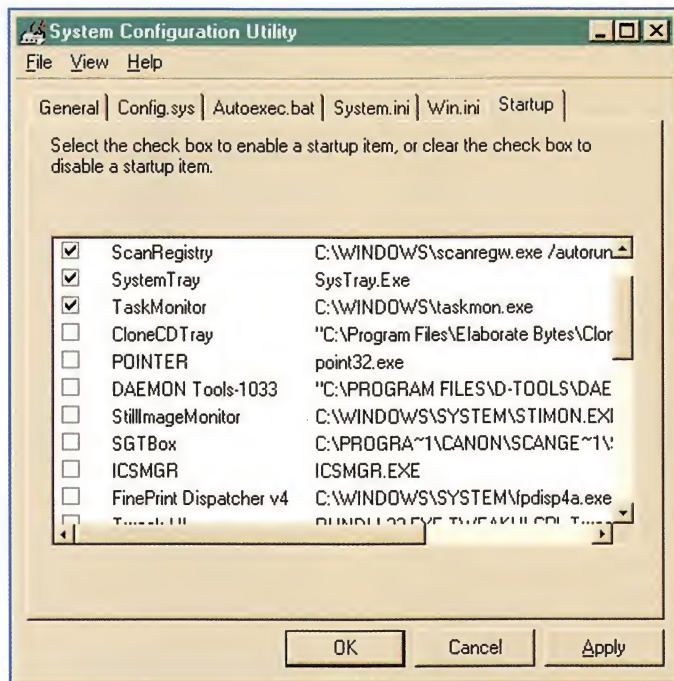 System Configuration Utility
File View Help
General Config.sys Autoexec.bat System.ini Win.ini Startup
Select the check box to enable a startup item, or clear the check box to
disable a startup item.
ScanRegistry C:\WINDOWS\scanregw.exe /autorun
SystemTray SysTray.Exe
TaskMonitor C:\WINDOWS\taskmon.exe
CloneCDTray "C:\Program Files\Elaborate Bytes\Clon
POINTER point32.exe
DAEMON Tools-1033 "C:\PROGRAM FILES\D-TOOLS\DAE
StillImageMonitor C:\WINDOWS\SYSTEM\STIMON.EXE
SGTBox C:\PROGRA~1\CANON\SCANGE~1\
ICSMGR ICSMGR.EXE
FinePrint Dispatcher v4 C:\WINDOWS\SYSTEM\fpdisp4a.exe
Tweak UI
OK Cancel Apply